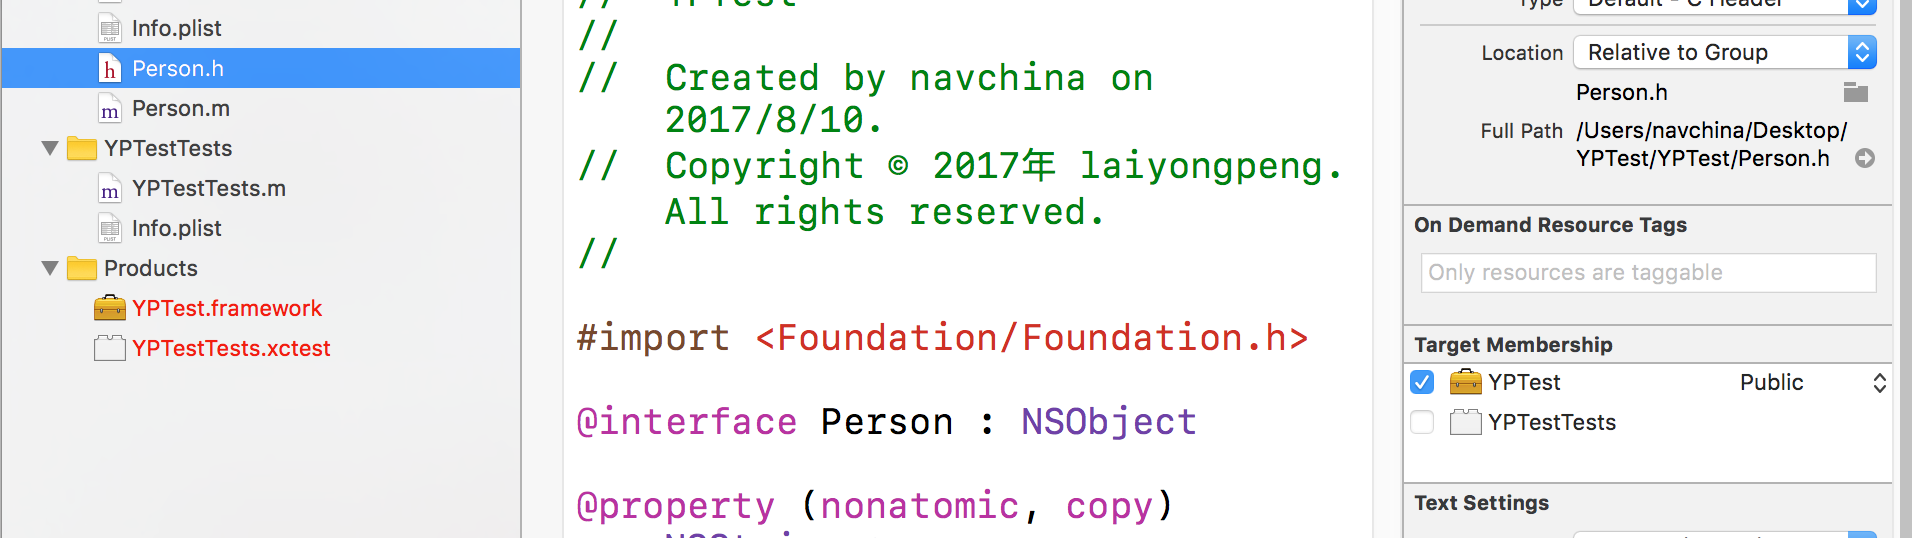 Info.plist
Person.h
Person.m
YPTestTests
YPTestTests.m
Info.plist
Products
YPTest.framework
YPTestTests.xctest
// YPTest
//
// Created by navchina on
2017/8/10.
// Copyright © 2017年 laiyongpeng.
All rights reserved.
//
#import <Foundation/Foundation.h>
@interface Person : NSObject
@property (nonatomic, copy)
Type Default - C Header
Location Relative to Group
Person.h
Full Path /Users/navchina/Desktop/
YPTest/YPTest/Person.h
On Demand Resource Tags
Only resources are taggable
Target Membership
YPTest Public
YPTestTests
Text Settings